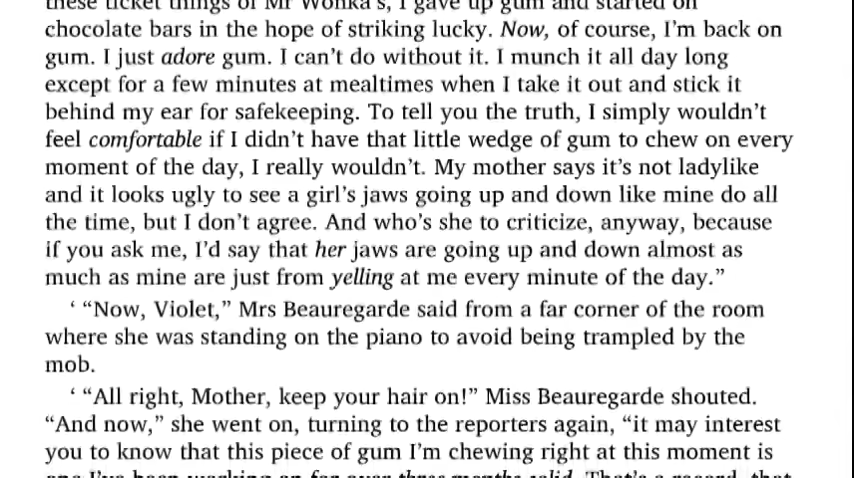 these ticket things of Mr Wonka's, I gave up gum and started on
chocolate bars in the hope of striking lucky. Now, of course, I'm back on
gum. I just adore gum. I can't do without it. I munch it all day long
except for a few minutes at mealtimes when I take it out and stick it
behind my ear for safekeeping. To tell you the truth, I simply wouldn't
feel comfortable if I didn't have that little wedge of gum to chew on every
moment of the day, I really wouldn't. My mother says it's not ladylike
and it looks ugly to see a girl's jaws going up and down like mine do all
the time, but I don't agree. And who's she to criticize, anyway, because
if you ask me, I'd say that her jaws are going up and down almost as
much as mine are just from yelling at me every minute of the day.”
‘ “Now, Violet,” Mrs Beauregarde said from a far corner of the room
where she was standing on the piano to avoid being trampled by the
mob.
‘ “All right, Mother, keep your hair on!” Miss Beauregarde shouted.
“And now,” she went on, turning to the reporters again, “it may interest
you to know that this piece of gum I'm chewing right at this moment is
one I've been working on for over three months solid. That's a record, that